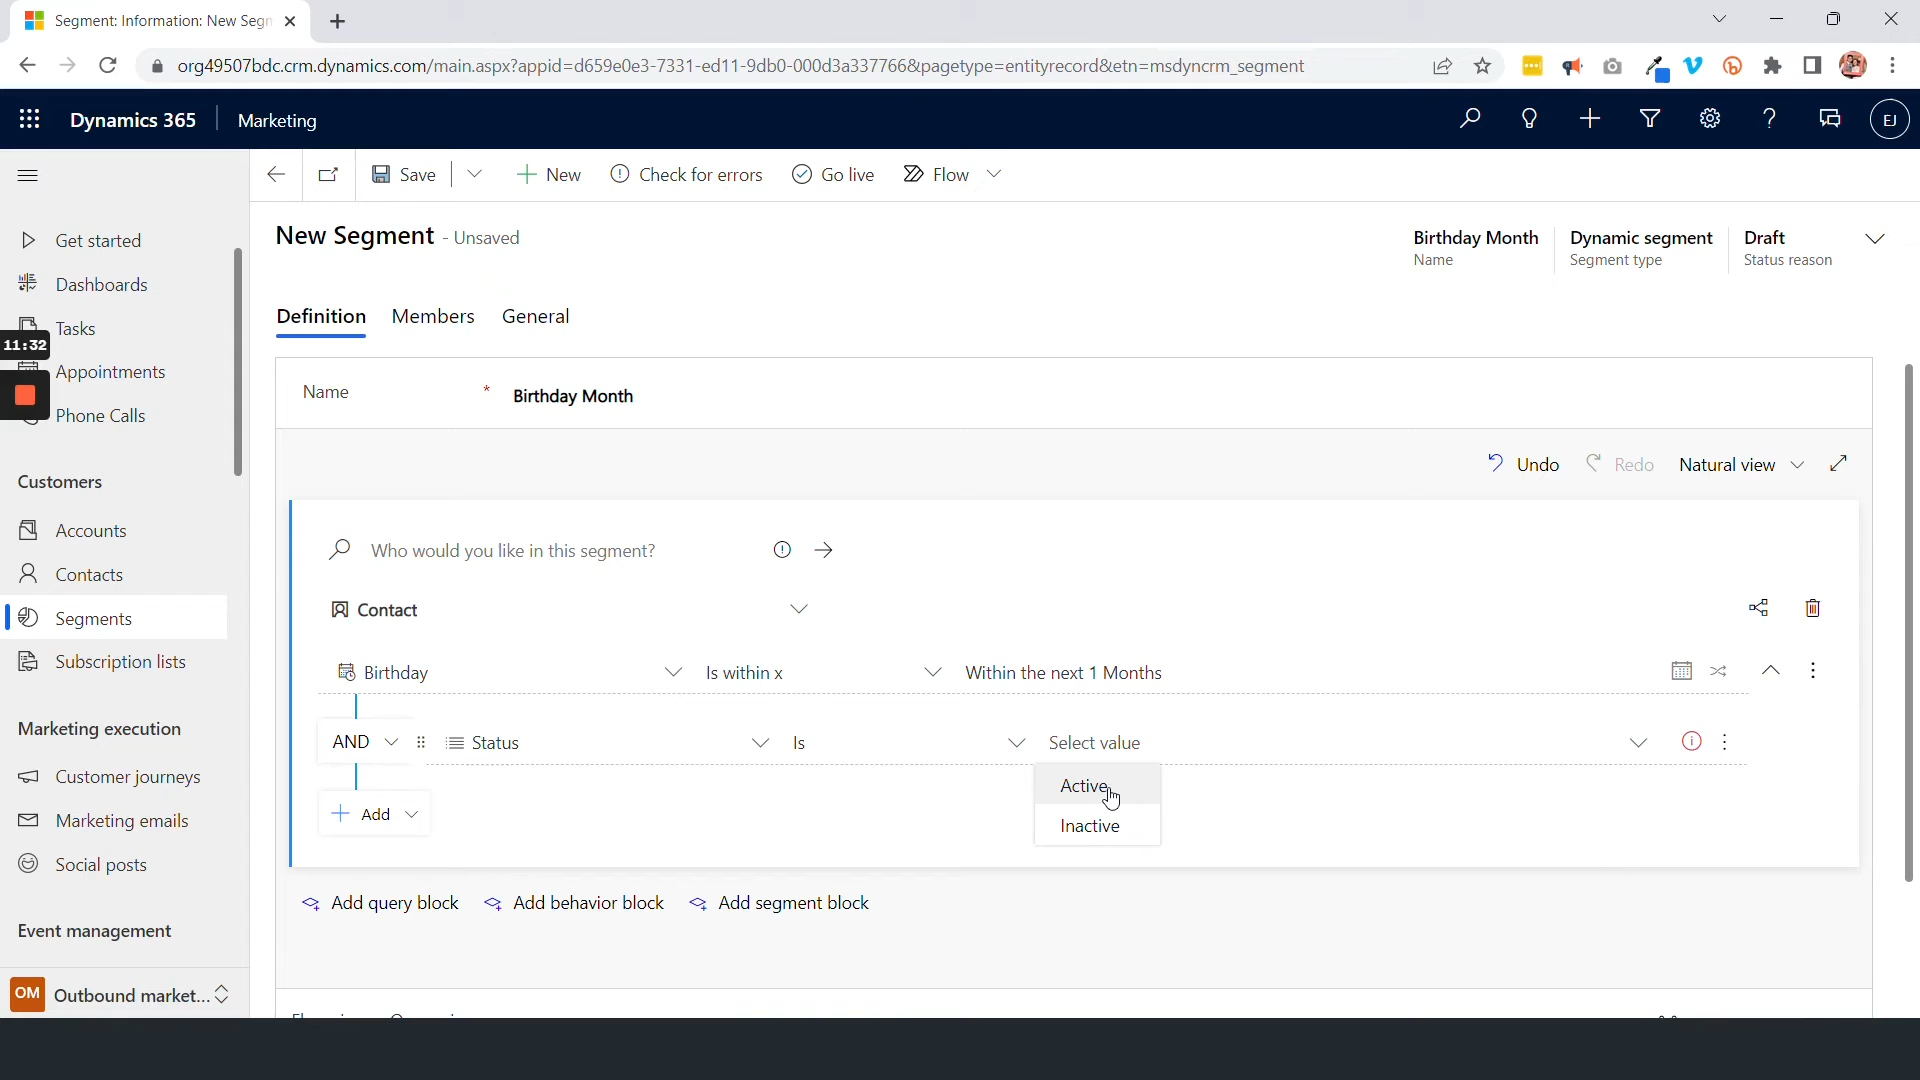 Segment: Information: New Segm
org49507bdc.crm.dynamics.com/main.aspx?appid=d659e0e3-7331-ed11-9db0-000d3a337766&pagetype=entityrecord&etn=msdyncrm_segment
Dynamics 365
Marketing
EJ
Save
New
Check for errors
Go live
Flow
Get started
Dashboards
Tasks
11:32
Appointments
Phone Calls
Customers
Accounts
Contacts
Segments
Subscription lists
Marketing execution
Customer journeys
Marketing emails
Social posts
Event management
OM Outbound market...
New Segment - Unsaved
Birthday Month
Name
Dynamic segment
Segment type
Draft
Status reason
Definition Members General
Name * Birthday Month
Undo Redo Natural view
Who would you like in this segment?
Contact
Birthday Is within x Within the next 1 Months
AND Status Is Select value
Active
Inactive
Add
Add query block Add behavior block Add segment block